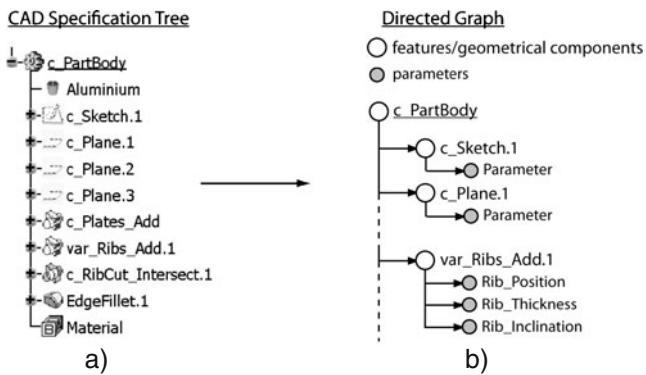 CAD Specification Tree
c_PartBody
Aluminium
c_Sketch.1
c_Plane.1
c_Plane.2
c_Plane.3
c_Plates_Add
var_Ribs_Add.1
c_RibCut_Intersect.1
EdgeFillet.1
Material
a)
Directed Graph
features/geometrical components
parameters
c_PartBody
c_Sketch.1
Parameter
c_Plane.1
Parameter
var_Ribs_Add.1
Rib_Position
Rib_Thickness
Rib_Inclination
b)